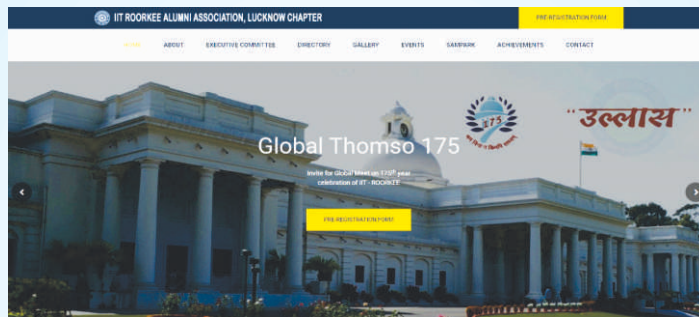 IIT ROORKEE ALUMNI ASSOCIATION, LUCKNOW CHAPTER
PRE-REGISTRATION FORM
HOME ABOUT EXECUTIVE COMMITTEE DIRECTORY GALLERY EVENTS SAMPARK ACHIEVEMENTS CONTACT
175
"उल्लास"
Global Thomso 175
Invite for Global Meet on 175th year
celebration of IIT - ROORKEE
PRE-REGISTRATION FORM